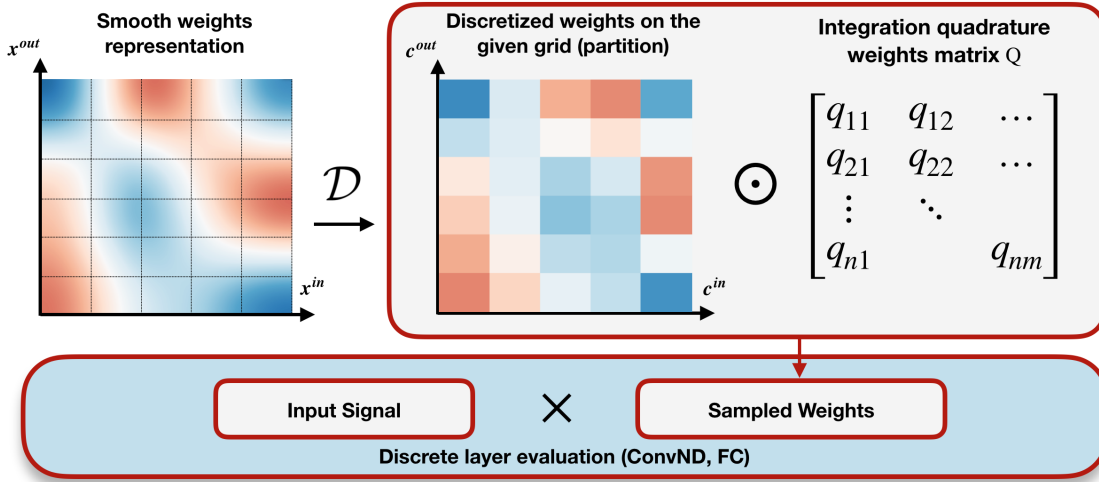 Smooth weights
representation
x^out
x^in
𝒟
Discretized weights on the
given grid (partition)
c^out
c^in
⊙
Integration quadrature
weights matrix Q
q₁₁ q₁₂ ⋯
q₂₁ q₂₂ ⋯
⋮ ⋱
qₙ₁ qₙₘ
Input Signal
×
Sampled Weights
Discrete layer evaluation (ConvND, FC)